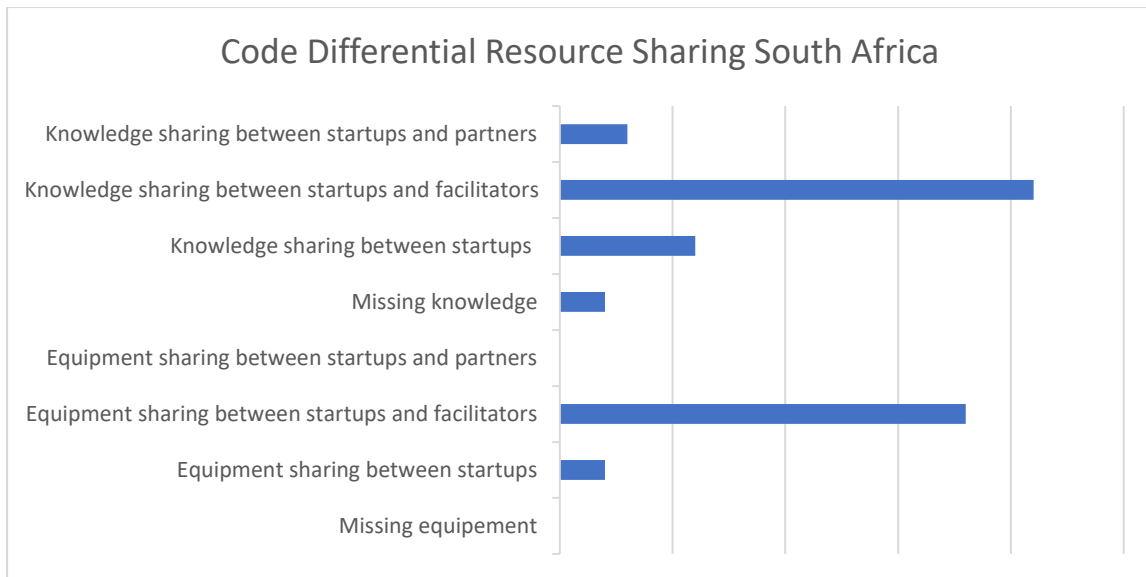 Code Differential Resource Sharing South Africa
Knowledge sharing between startups and partners
Knowledge sharing between startups and facilitators
Knowledge sharing between startups
Missing knowledge
Equipment sharing between startups and partners
Equipment sharing between startups and facilitators
Equipment sharing between startups
Missing equipement